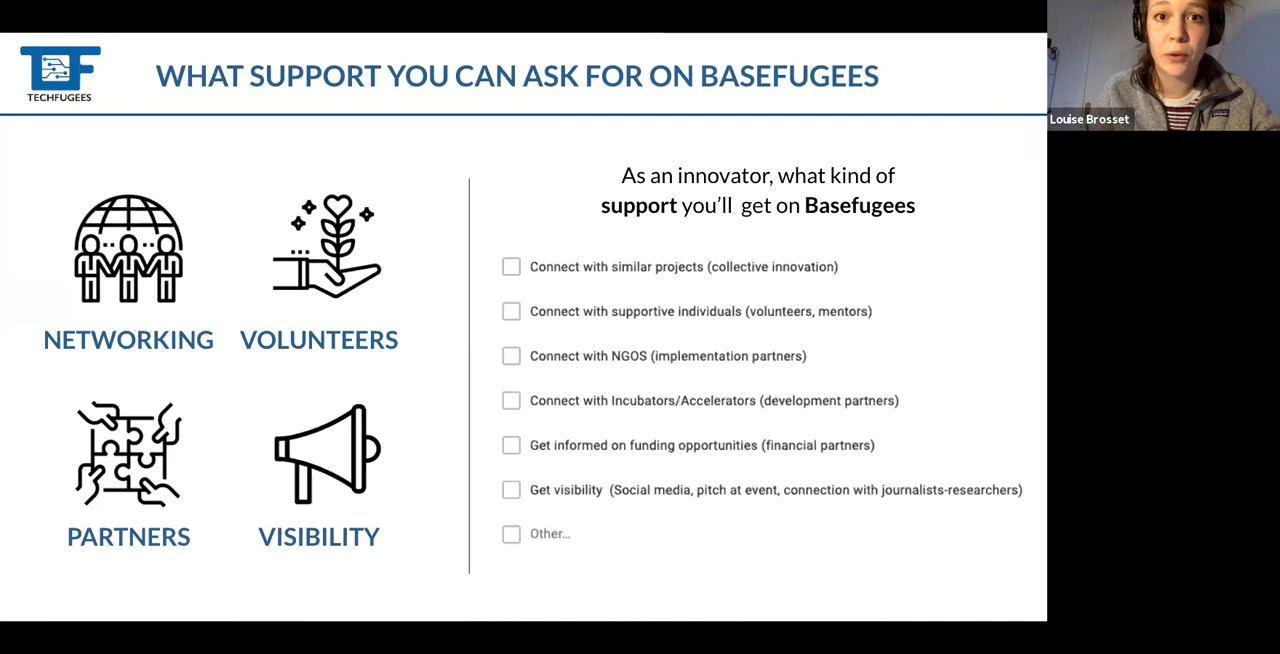 TECHFUGEES
WHAT SUPPORT YOU CAN ASK FOR ON BASEFUGEES
Louise Brosset
NETWORKING
VOLUNTEERS
PARTNERS
VISIBILITY
As an innovator, what kind of
support you’ll get on Basefugees
Connect with similar projects (collective innovation)
Connect with supportive individuals (volunteers, mentors)
Connect with NGOS (implementation partners)
Connect with Incubators/Accelerators (development partners)
Get informed on funding opportunities (financial partners)
Get visibility (Social media, pitch at event, connection with journalists-researchers)
Other...